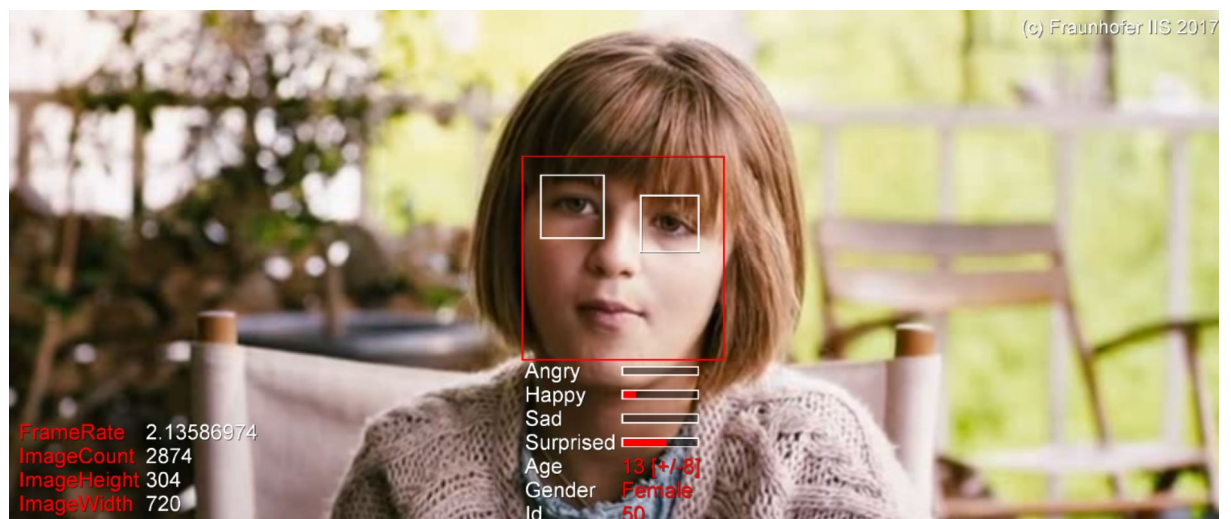 (c) Fraunhofer IIS 2017
Angry
Happy
Sad
Surprised
Age 13 [+/-8]
Gender Female
Id 50
FrameRate 2.13586974
ImageCount 2874
ImageHeight 304
ImageWidth 720